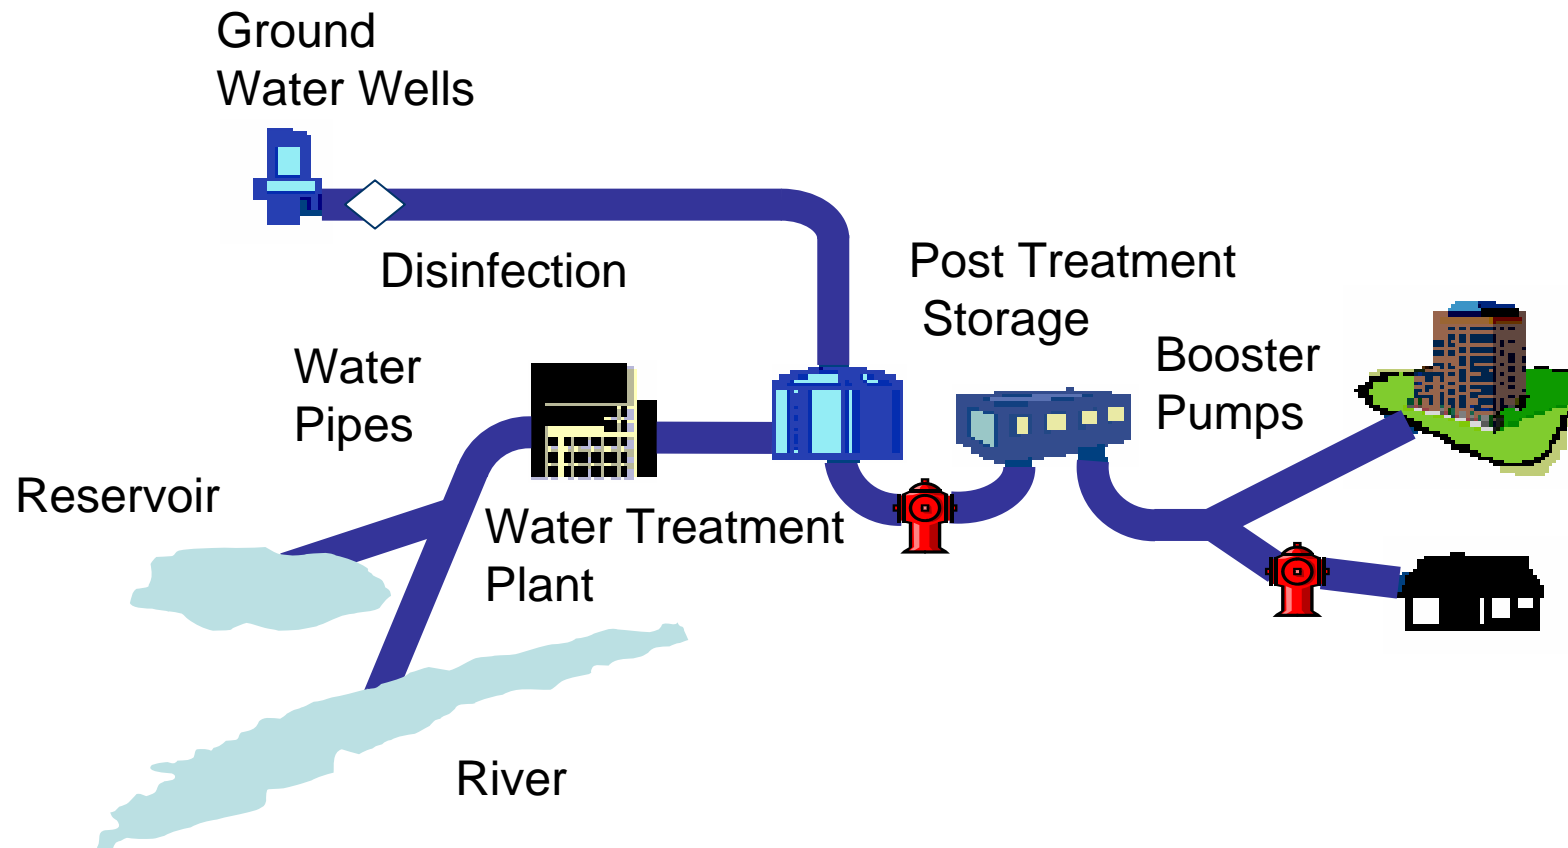 Ground
Water Wells
Disinfection
Post Treatment
Storage
Water
Pipes
Booster
Pumps
Reservoir
Water Treatment
Plant
River